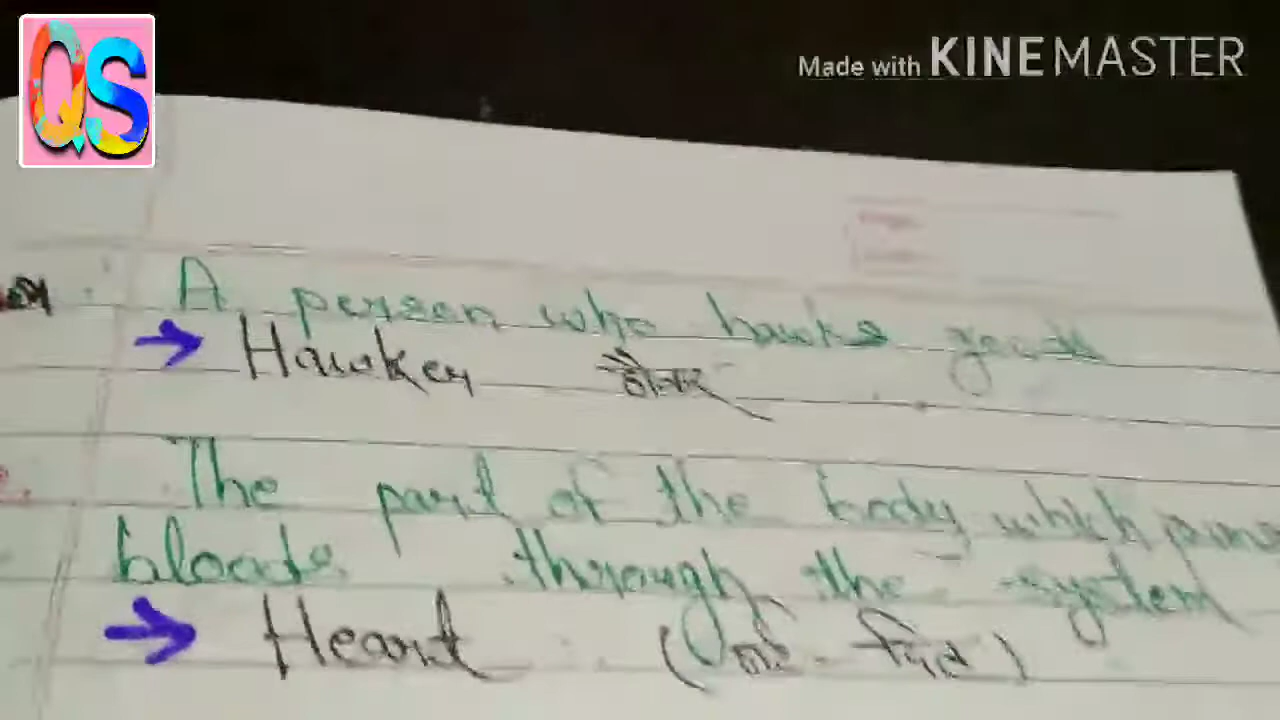 QS
Made with KINEMASTER
A person who hawks goods
→ Hawker
The part of the body which
bloods through the system
→ Heart